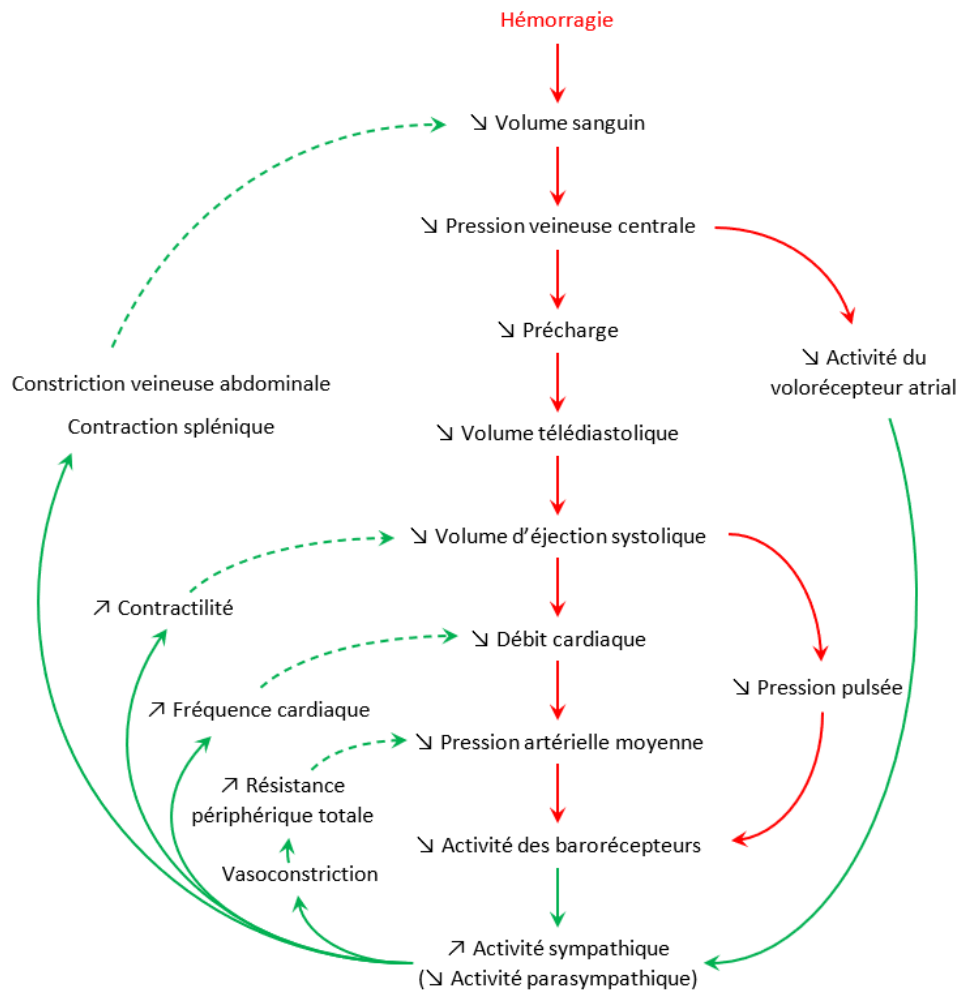 Hémorragie
↘ Volume sanguin
↘ Pression veineuse centrale
↘ Précharge
↘ Activité du
volorécepteur atrial
Constriction veineuse abdominale
Contraction splénique
↘ Volume télédiastolique
↘ Volume d'éjection systolique
↗ Contractilité
↘ Débit cardiaque
↘ Pression pulsée
↗ Fréquence cardiaque
↘ Pression artérielle moyenne
↗ Résistance
périphérique totale
↘ Activité des barorécepteurs
Vasoconstriction
↗ Activité sympathique
(↘ Activité parasympathique)